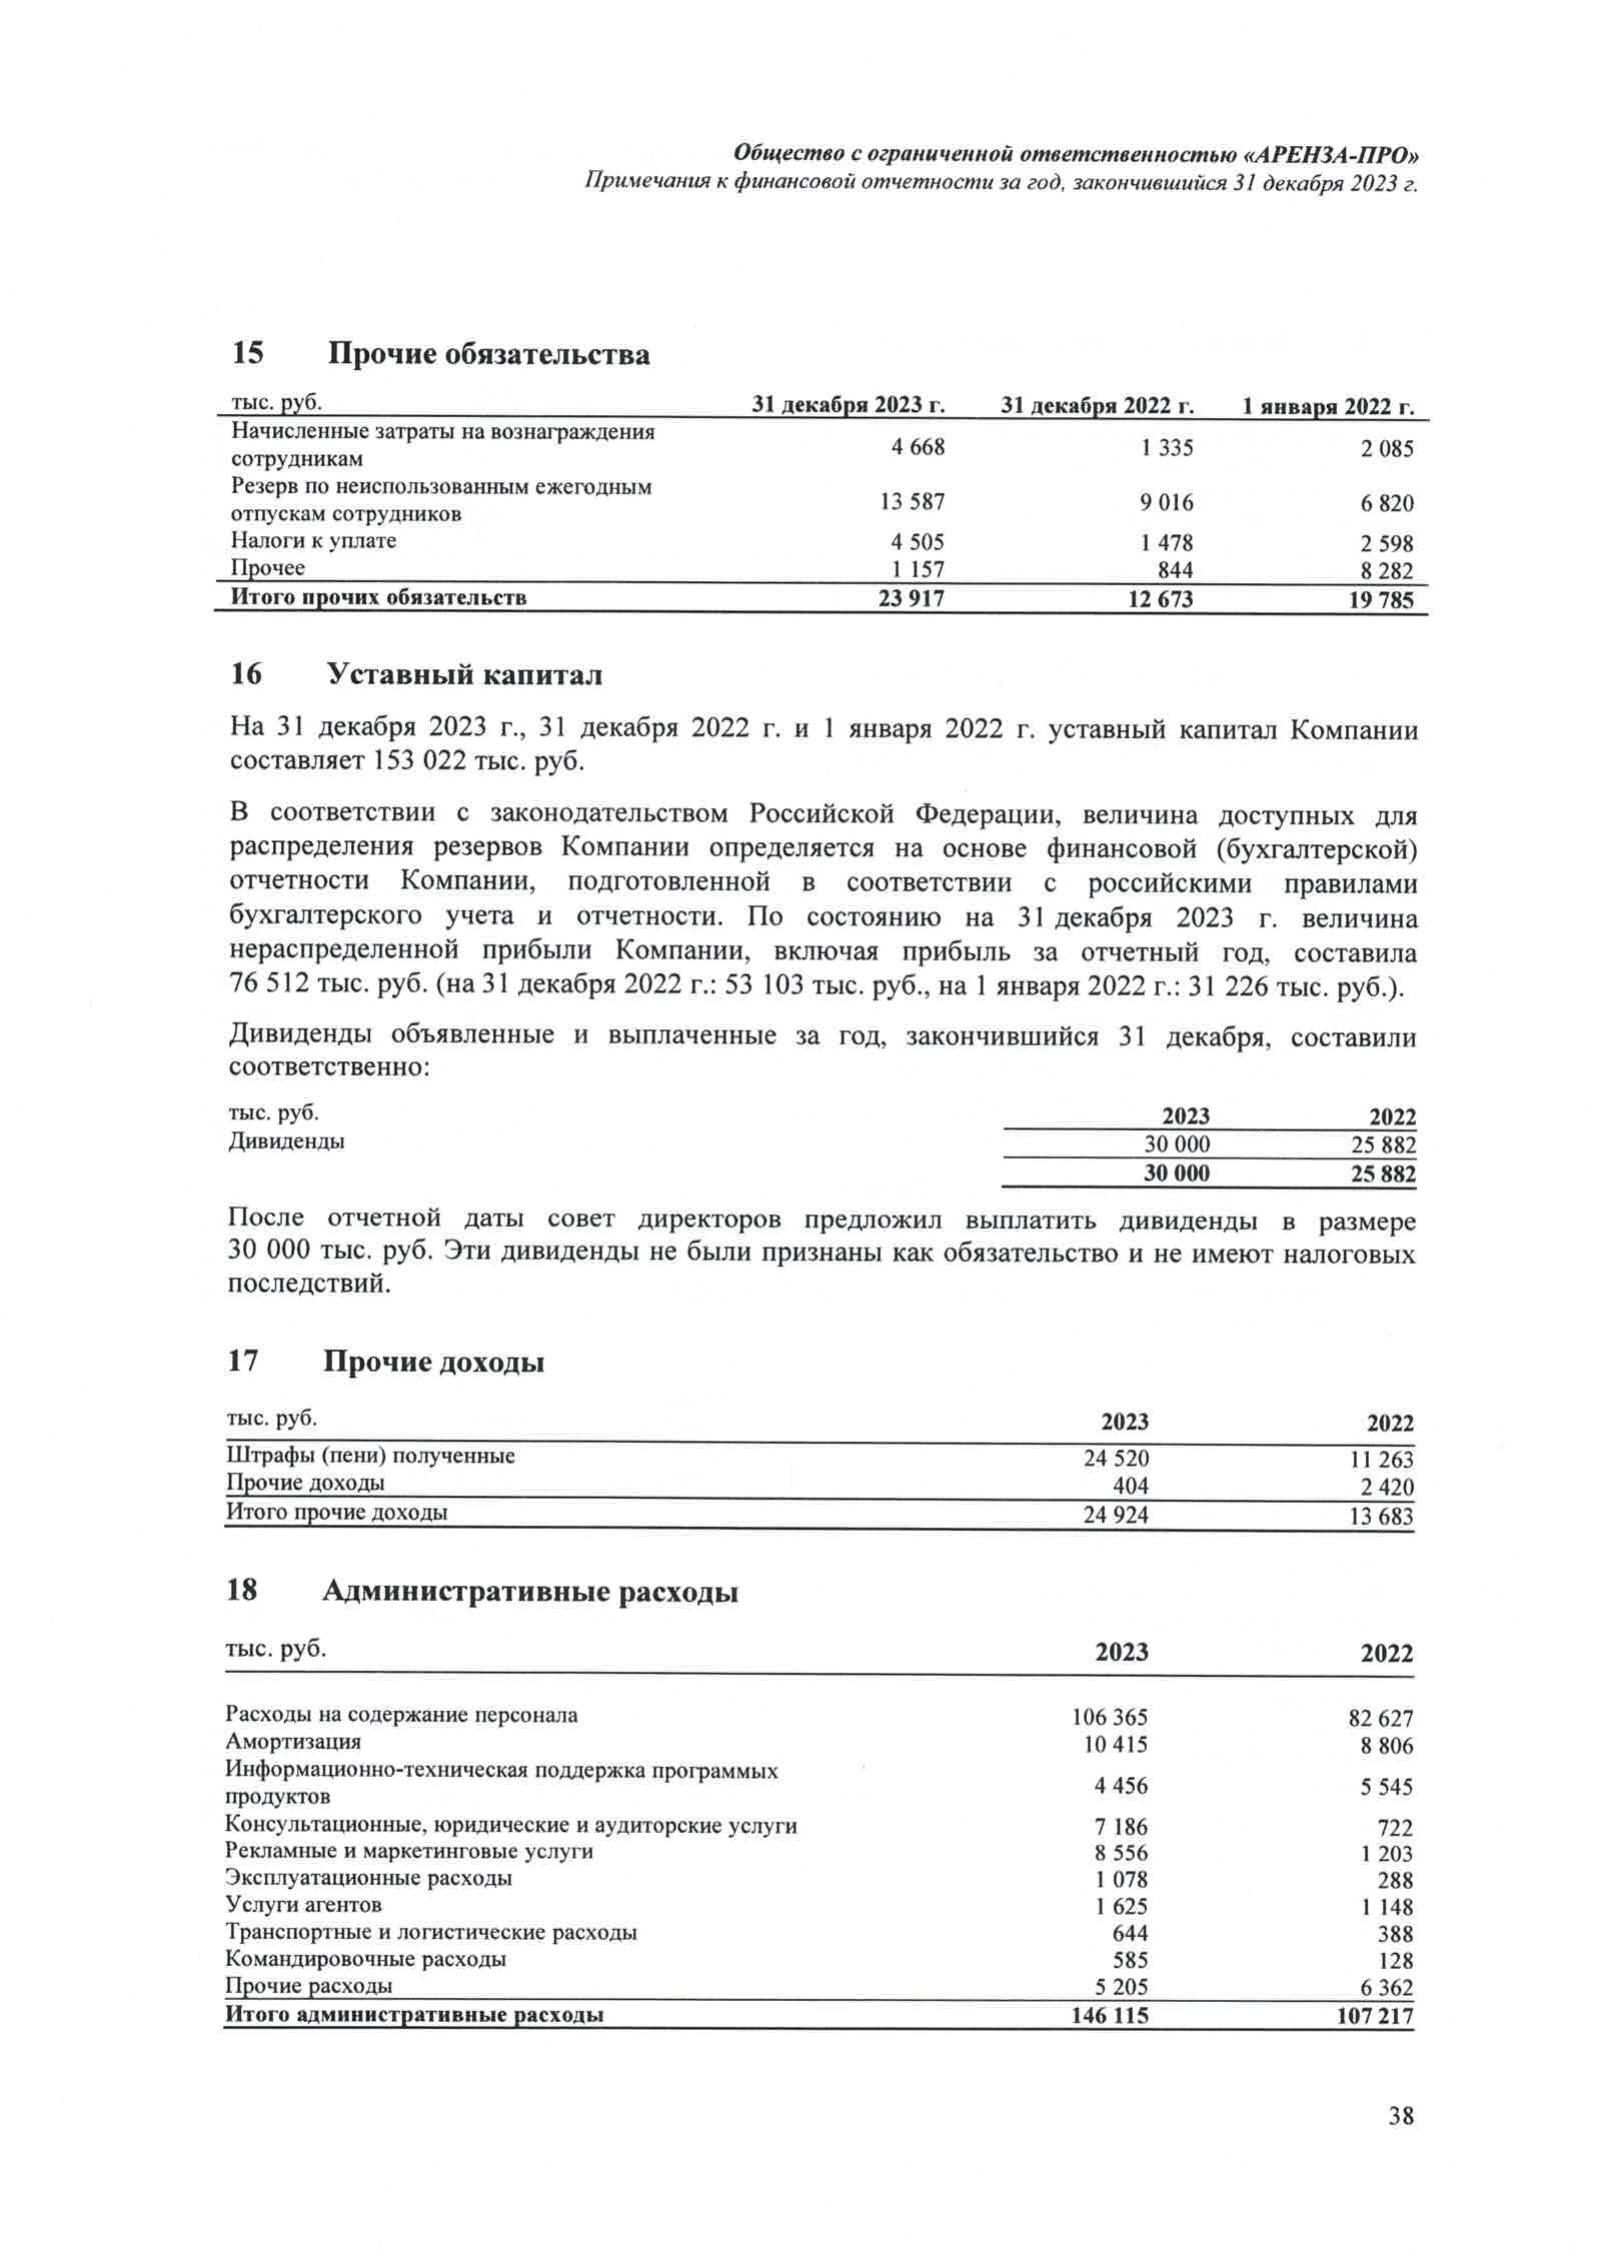 Общество с ограниченной ответственностью «АРЕНЗА-ПРО»
Примечания к финансовой отчетности за год, закончившийся 31 декабря 2023 г.
15 Прочие обязательства
тыс. руб. 31 декабря 2023 г. 31 декабря 2022 г. 1 января 2022 г.
Начисленные затраты на вознаграждения
сотрудникам 4 668 1 335 2 085
Резерв по неиспользованным ежегодным
отпускам сотрудников 13 587 9 016 6 820
Налоги к уплате 4 505 1 478 2 598
Прочее 1 157 844 8 282
Итого прочих обязательств 23 917 12 673 19 785
16 Уставный капитал
На 31 декабря 2023 г., 31 декабря 2022 г. и 1 января 2022 г. уставный капитал Компании
составляет 153 022 тыс. руб.
В соответствии с законодательством Российской Федерации, величина доступных для
распределения резервов Компании определяется на основе финансовой (бухгалтерской)
отчетности Компании, подготовленной в соответствии с российскими правилами
бухгалтерского учета и отчетности. По состоянию на 31 декабря 2023 г. величина
нераспределенной прибыли Компании, включая прибыль за отчетный год, составила
76 512 тыс. руб. (на 31 декабря 2022 г.: 53 103 тыс. руб., на 1 января 2022 г.: 31 226 тыс. руб.).
Дивиденды объявленные и выплаченные за год, закончившийся 31 декабря, составили
соответственно:
тыс. руб. 2023 2022
Дивиденды 30 000 25 882
30 000 25 882
После отчетной даты совет директоров предложил выплатить дивиденды в размере
30 000 тыс. руб. Эти дивиденды не были признаны как обязательство и не имеют налоговых
последствий.
17 Прочие доходы
тыс. руб. 2023 2022
Штрафы (пени) полученные 24 520 11 263
Прочие доходы 404 2 420
Итого прочие доходы 24 924 13 683
18 Административные расходы
тыс. руб. 2023 2022
Расходы на содержание персонала 106 365 82 627
Амортизация 10 415 8 806
Информационно-техническая поддержка программых
продуктов 4 456 5 545
Консультационные, юридические и аудиторские услуги 7 186 722
Рекламные и маркетинговые услуги 8 556 1 203
Эксплуатационные расходы 1 078 288
Услуги агентов 1 625 1 148
Транспортные и логистические расходы 644 388
Командировочные расходы 585 128
Прочие расходы 5 205 6 362
Итого административные расходы 146 115 107 217
38